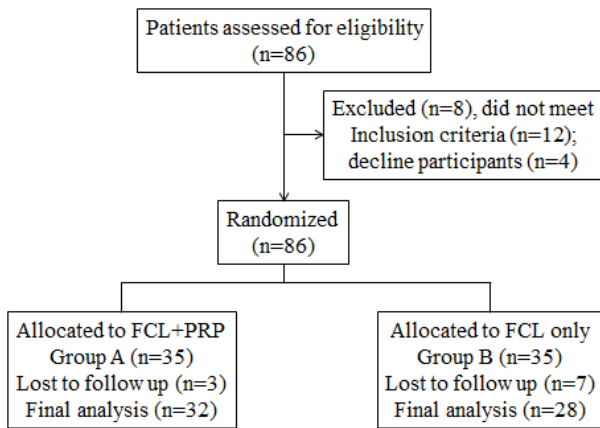 Patients assessed for eligibility
(n=86)
Excluded (n=8), did not meet
Inclusion criteria (n=12);
decline participants (n=4)
Randomized
(n=86)
Allocated to FCL+PRP
Group A (n=35)
Lost to follow up (n=3)
Final analysis (n=32)
Allocated to FCL only
Group B (n=35)
Lost to follow up (n=7)
Final analysis (n=28)